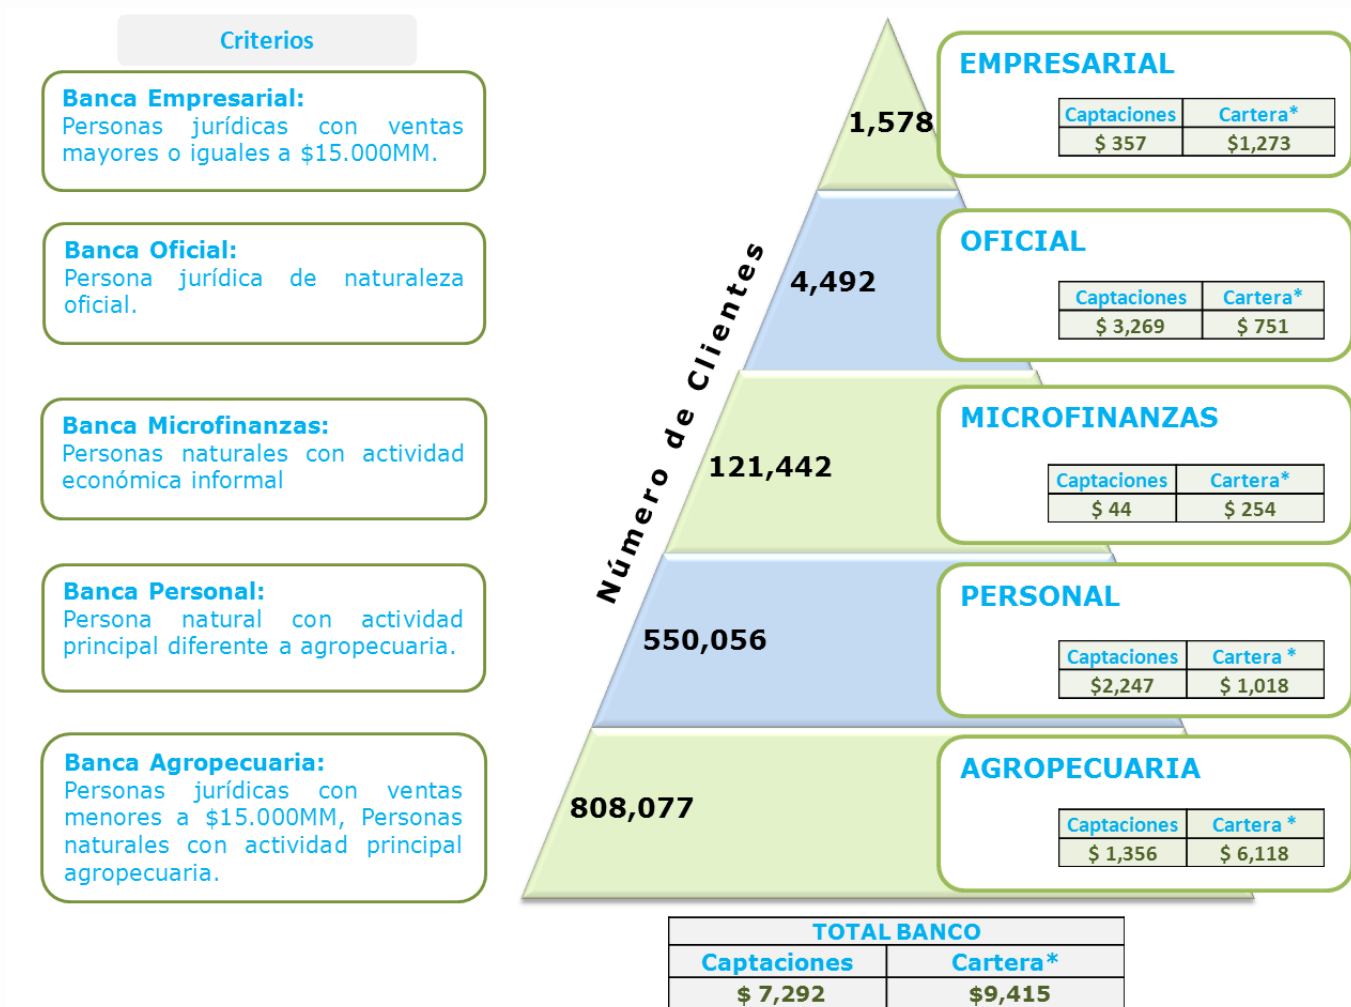 Criterios
Banca Empresarial:
Personas jurídicas con ventas
mayores o iguales a $15.000MM.
Banca Oficial:
Persona jurídica de naturaleza
oficial.
Banca Microfinanzas:
Personas naturales con actividad
económica informal
Banca Personal:
Persona natural con actividad
principal diferente a agropecuaria.
Banca Agropecuaria:
Personas jurídicas con ventas
menores a $15.000MM, Personas
naturales con actividad principal
agropecuaria.
Número de Clientes
1,578
4,492
121,442
550,056
808,077
EMPRESARIAL
Captaciones Cartera*
$ 357 $1,273
OFICIAL
Captaciones Cartera*
$ 3,269 $ 751
MICROFINANZAS
Captaciones Cartera*
$ 44 $ 254
PERSONAL
Captaciones Cartera *
$2,247 $ 1,018
AGROPECUARIA
Captaciones Cartera *
$ 1,356 $ 6,118
TOTAL BANCO
Captaciones Cartera*
$ 7,292 $9,415